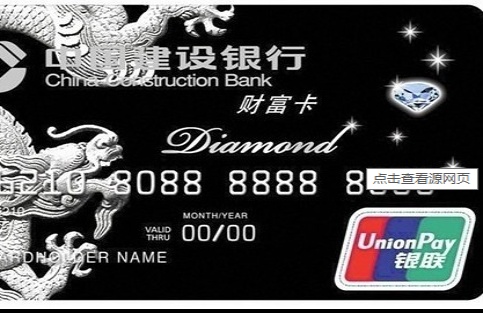 中国建设银行
China Construction Bank
财富卡
Diamond
6210 8088 8888 8
点击查看源网页
6210
MONTH/YEAR
VALID THRU 00/00
CARDHOLDER NAME
UnionPay
银联